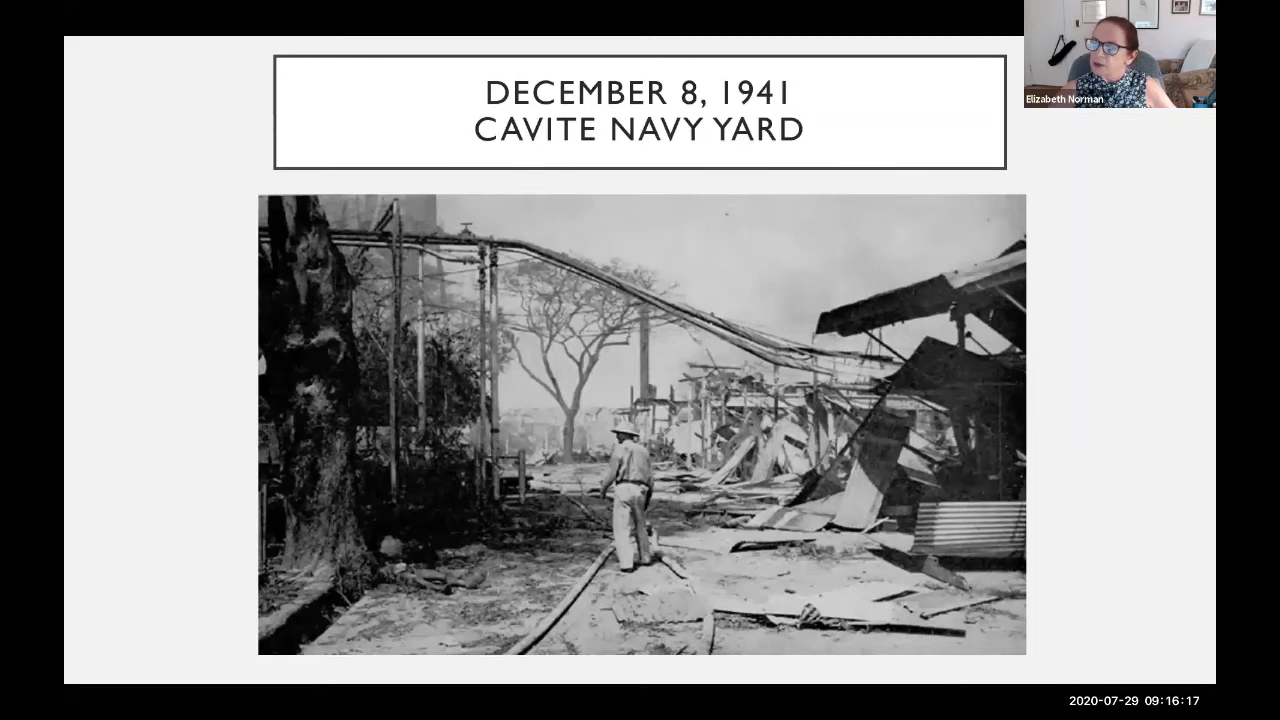 DECEMBER 8, 1941
CAVITE NAVY YARD
Elizabeth Norman
2020-07-29 09:16:17